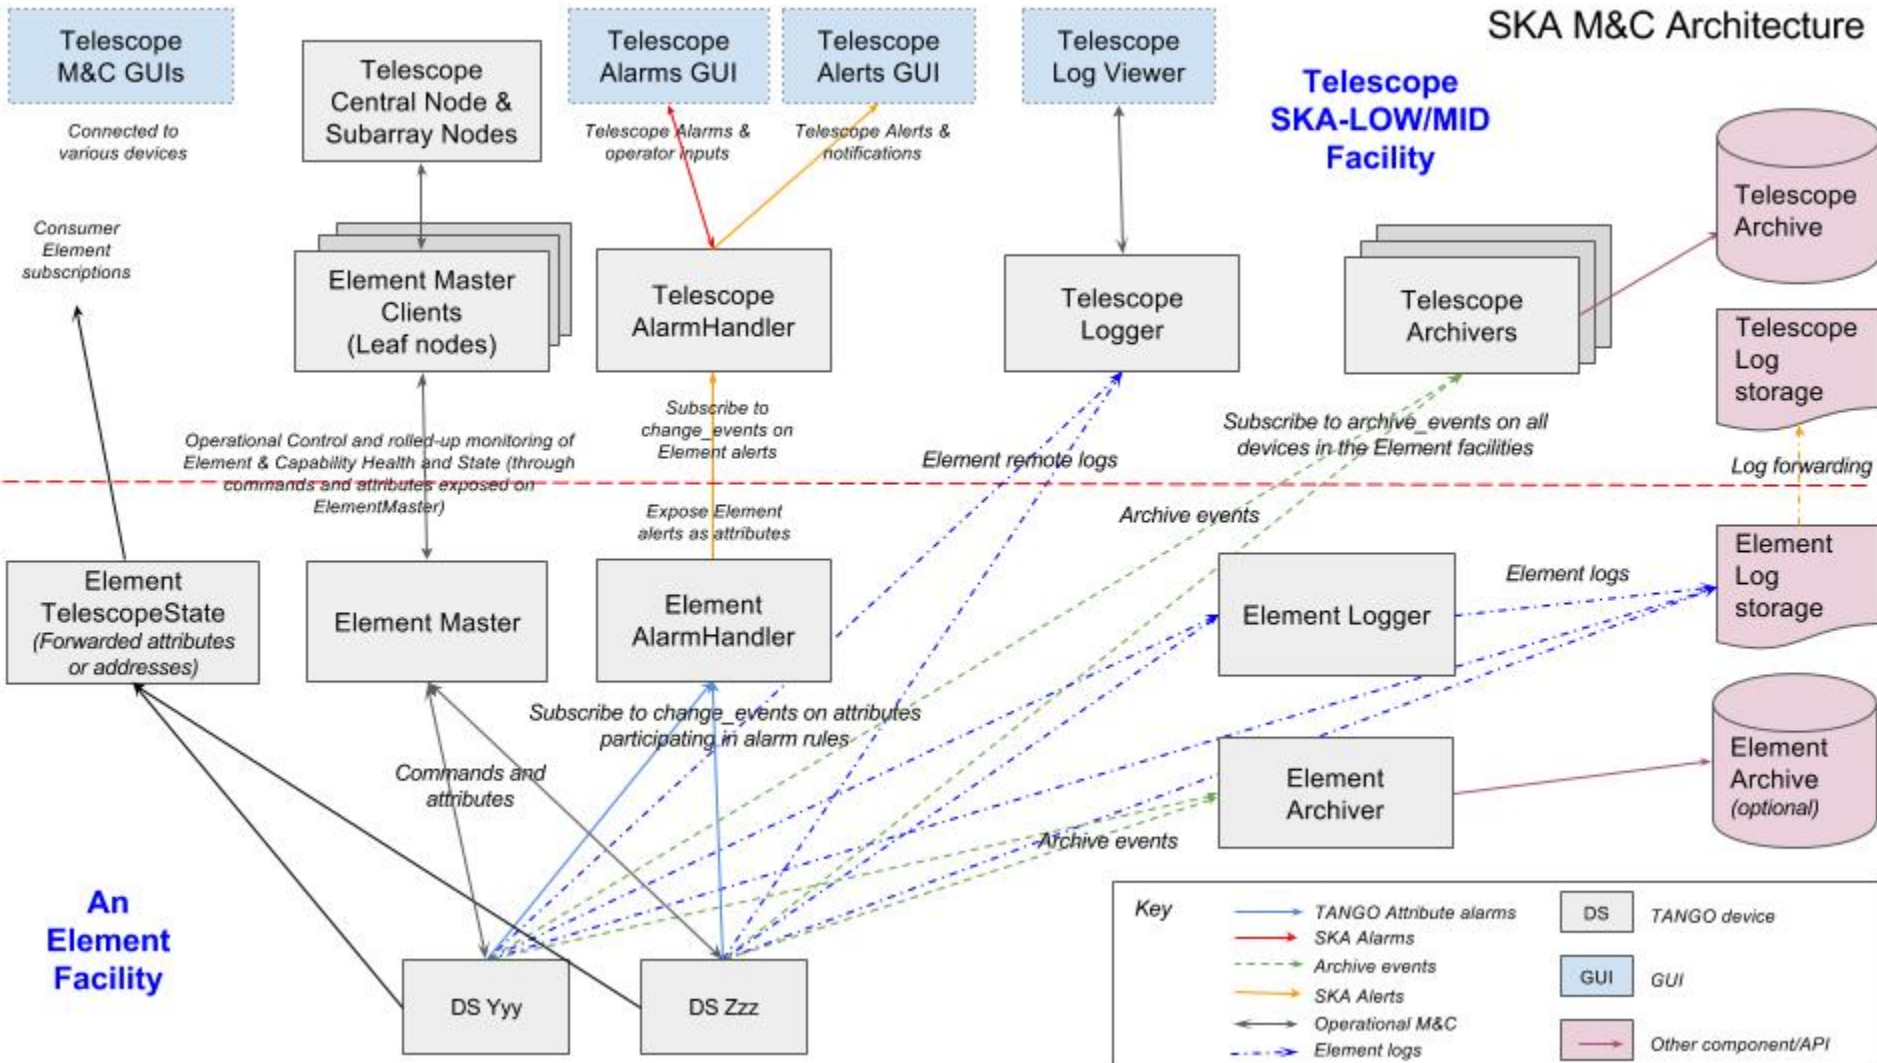 SKA M&C Architecture
Telescope
M&C GUIs
Connected to
various devices
Telescope
Central Node &
Subarray Nodes
Telescope
Alarms GUI
Telescope
Alerts GUI
Telescope
Log Viewer
Telescope Alarms &
operator inputs
Telescope Alerts &
notifications
Telescope
SKA-LOW/MID
Facility
Telescope
Archive
Consumer
Element
subscriptions
Element Master
Clients
(Leaf nodes)
Telescope
AlarmHandler
Telescope
Logger
Telescope
Archivers
Telescope
Log
storage
Operational Control and rolled-up monitoring of
Element & Capability Health and State (through
commands and attributes exposed on
ElementMaster)
Subscribe to
change_events on
Element alerts
Element remote logs
Subscribe to archive_events on all
devices in the Element facilities
Log forwarding
Expose Element
alerts as attributes
Archive events
Element
TelescopeState
(Forwarded attributes
or addresses)
Element Master
Element
AlarmHandler
Element Logger
Element logs
Element
Log
storage
Subscribe to change_events on attributes
participating in alarm rules
Commands and
attributes
Element
Archiver
Element
Archive
(optional)
Archive events
An
Element
Facility
DS Yyy
DS Zzz
Key
TANGO Attribute alarms
SKA Alarms
Archive events
SKA Alerts
Operational M&C
Element logs
DS
TANGO device
GUI
GUI
Other component/API